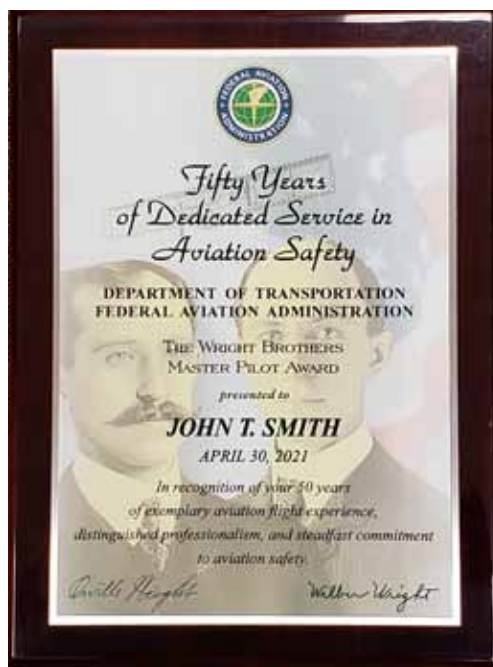 FEDERAL AVIATION
ADMINISTRATION
Fifty Years
of Dedicated Service in
Aviation Safety
DEPARTMENT OF TRANSPORTATION
FEDERAL AVIATION ADMINISTRATION
THE WRIGHT BROTHERS
MASTER PILOT AWARD
presented to
JOHN T. SMITH
APRIL 30, 2021
In recognition of your 50 years
of exemplary aviation flight experience,
distinguished professionalism, and steadfast commitment
to aviation safety.
Orville Wright Wilbur Wright